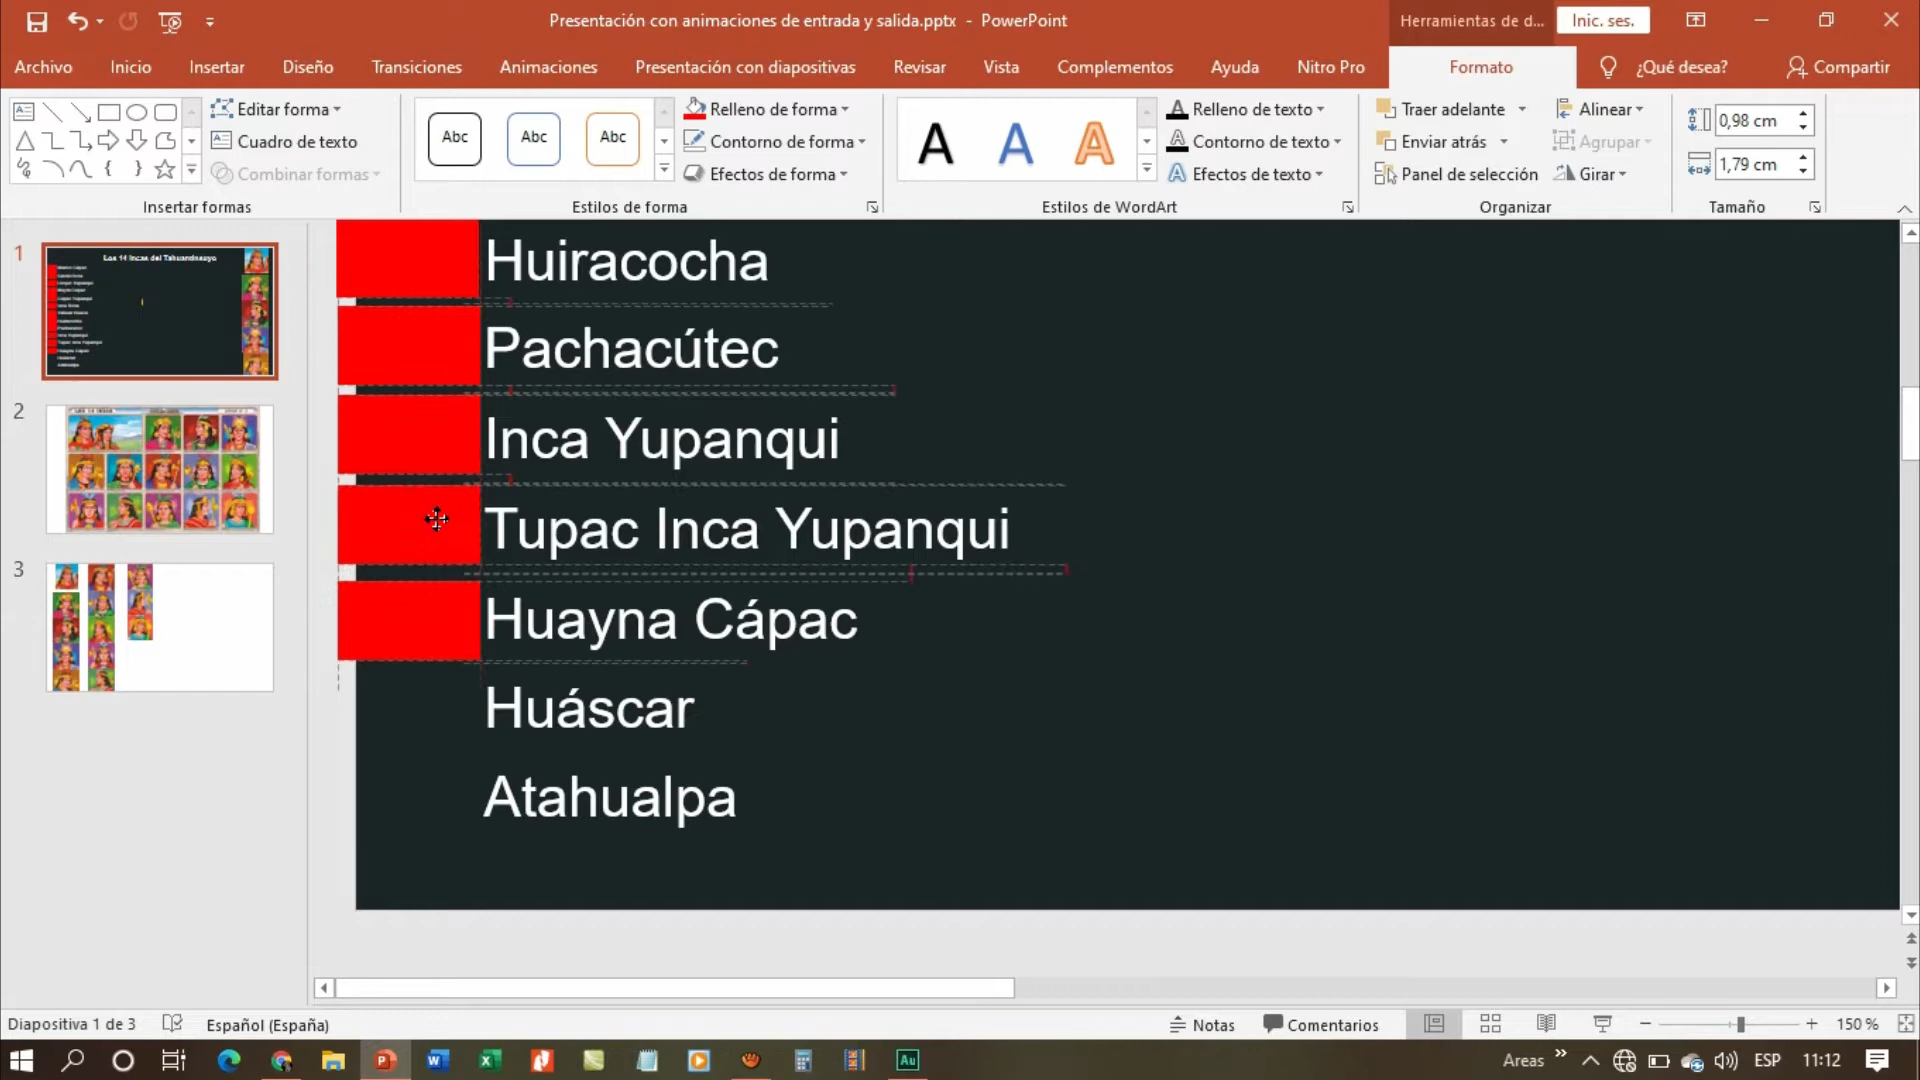 Presentación con animaciones de entrada y salida.pptx - PowerPoint
Herramientas de d...
Inic. ses.
Archivo
Inicio
Insertar
Diseño
Transiciones
Animaciones
Presentación con diapositivas
Revisar
Vista
Complementos
Ayuda
Nitro Pro
Formato
¿Qué desea?
Compartir
Editar forma
Cuadro de texto
Combinar formas
Insertar formas
Abc
Abc
Abc
Relleno de forma
Contorno de forma
Efectos de forma
Estilos de forma
A
A
A
Relleno de texto
Contorno de texto
Efectos de texto
Estilos de WordArt
Traer adelante
Enviar atrás
Panel de selección
Alinear
Agrupar
Girar
Organizar
0,98 cm
1,79 cm
Tamaño
1
Los 14 Incas del Tahuantinsuyo
2
3
Huiracocha
Pachacútec
Inca Yupanqui
Tupac Inca Yupanqui
Huayna Cápac
Huáscar
Atahualpa
Diapositiva 1 de 3
Español (España)
Notas
Comentarios
150 %
Areas
ESP
11:12